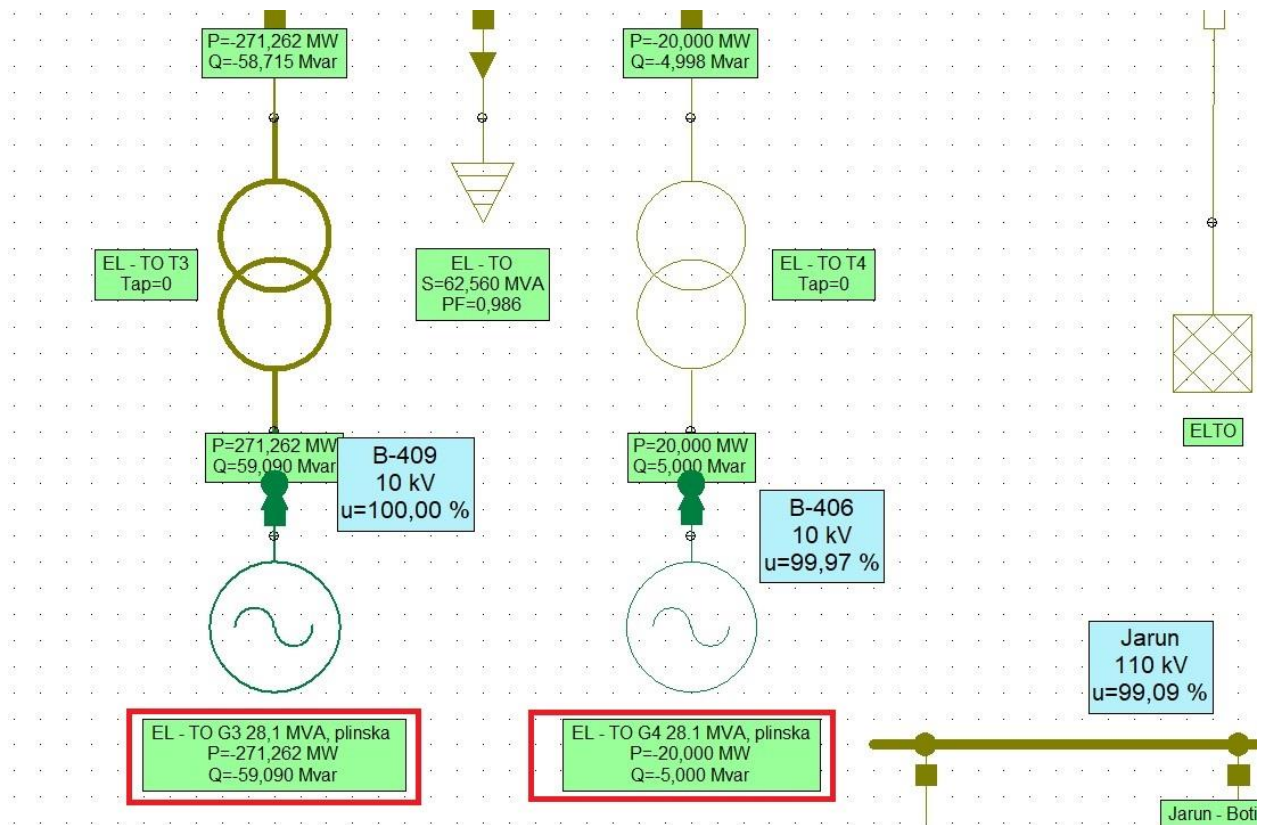 P=-271,262 MW
Q=-58,715 Mvar
P=-20,000 MW
Q=-4,998 Mvar
EL - TO T3
Tap=0
EL - TO
S=62,560 MVA
PF=0,986
EL - TO T4
Tap=0
P=271,262 MW
Q=59,090 Mvar
B-409
10 kV
u=100,00 %
P=20,000 MW
Q=5,000 Mvar
B-406
10 kV
u=99,97 %
ELTO
Jarun
110 kV
u=99,09 %
EL - TO G3 28,1 MVA, plinska
P=-271,262 MW
Q=-59,090 Mvar
EL - TO G4 28.1 MVA, plinska
P=-20,000 MW
Q=-5,000 Mvar
Jarun - Boti